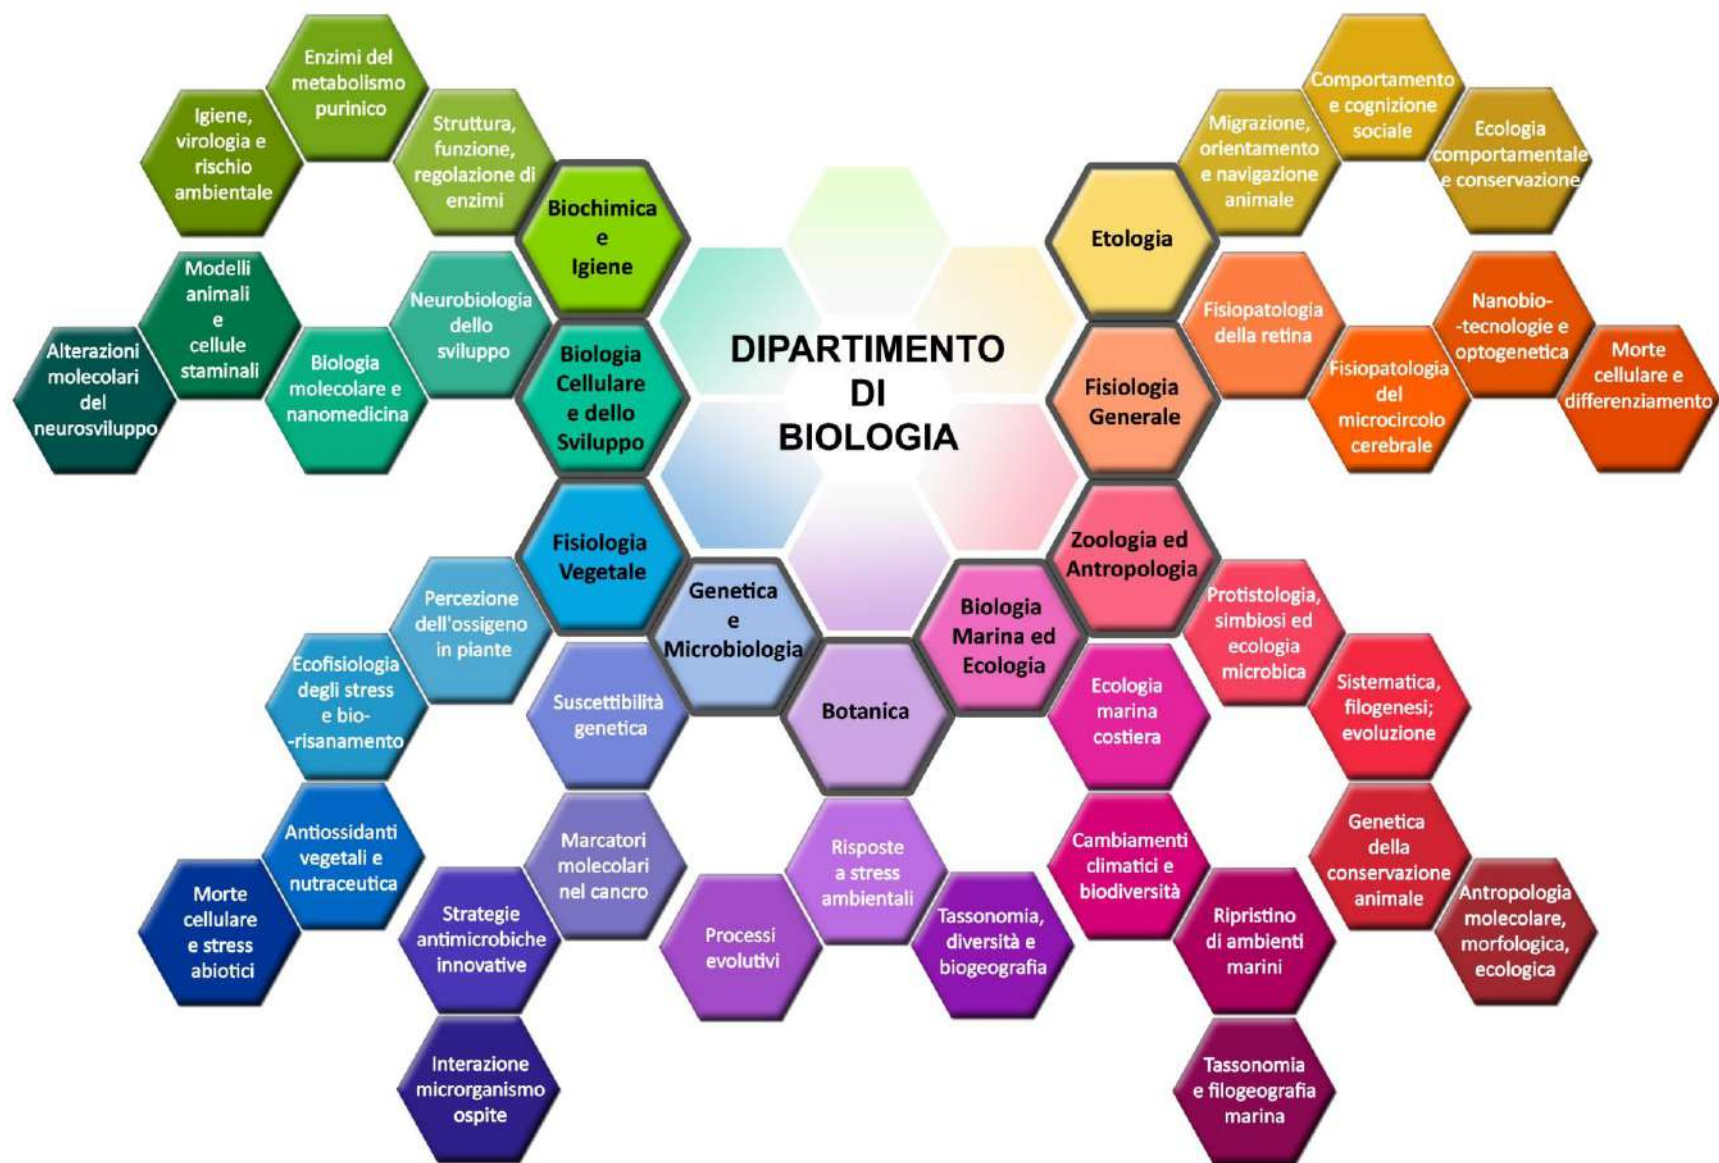 DIPARTIMENTO
DI
BIOLOGIA
Biochimica
e
Igiene
Struttura,
funzione,
regolazione di
enzimi
Enzimi del
metabolismo
purinico
Igiene,
virologia e
rischio
ambientale
Biologia
Cellulare
e dello
Sviluppo
Neurobiologia
dello
sviluppo
Biologia
molecolare e
nanomedicina
Modelli
animali
e
cellule
staminali
Alterazioni
molecolari
del
neurosviluppo
Fisiologia
Vegetale
Percezione
dell'ossigeno
in piante
Ecofisiologia
degli stress
e bio-
-risanamento
Antiossidanti
vegetali e
nutraceutica
Morte
cellulare
e stress
abiotici
Genetica
e
Microbiologia
Suscettibilità
genetica
Marcatori
molecolari
nel cancro
Strategie
antimicrobiche
innovative
Interazione
microrganismo
ospite
Botanica
Risposte
a stress
ambientali
Processi
evolutivi
Tassonomia,
diversità e
biogeografia
Biologia
Marina ed
Ecologia
Ecologia
marina
costiera
Cambiamenti
climatici e
biodiversità
Ripristino
di ambienti
marini
Tassonomia
e filogeografia
marina
Zoologia ed
Antropologia
Protistologia,
simbiosi ed
ecologia
microbica
Sistematica,
filogenesi;
evoluzione
Genetica
della
conservazione
animale
Antropologia
molecolare,
morfologica,
ecologica
Fisiologia
Generale
Fisiopatologia
della retina
Fisiopatologia
del
microcircolo
cerebrale
Nanobio-
-tecnologie e
optogenetica
Morte
cellulare e
differenziamento
Etologia
Migrazione,
orientamento
e navigazione
animale
Comportamento
e cognizione
sociale
Ecologia
comportamentale
e conservazione